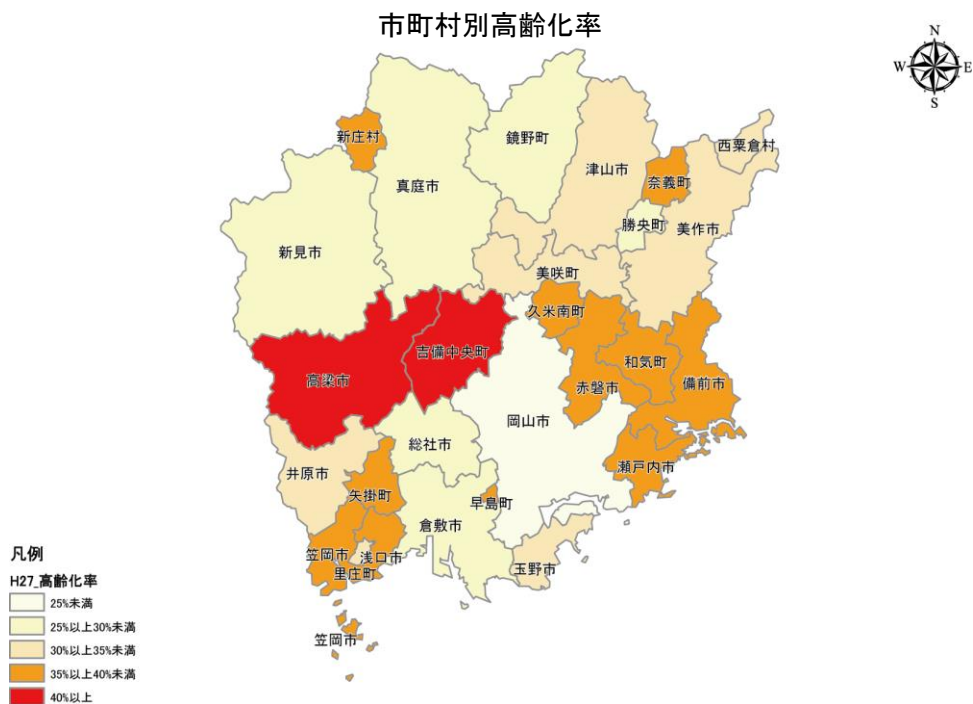 市町村別高齢化率
N
W
E
S
新庄村
鏡野町
西粟倉村
津山市
真庭市
奈義町
勝央町
美作市
新見市
美咲町
久米南町
吉備中央町
和気町
高梁市
赤磐市
備前市
岡山市
総社市
瀬戸内市
井原市
矢掛町
早島町
倉敷市
笠岡市
浅口市
玉野市
里庄町
笠岡市
凡例
H27_高齢化率
25%未満
25%以上30%未満
30%以上35%未満
35%以上40%未満
40%以上